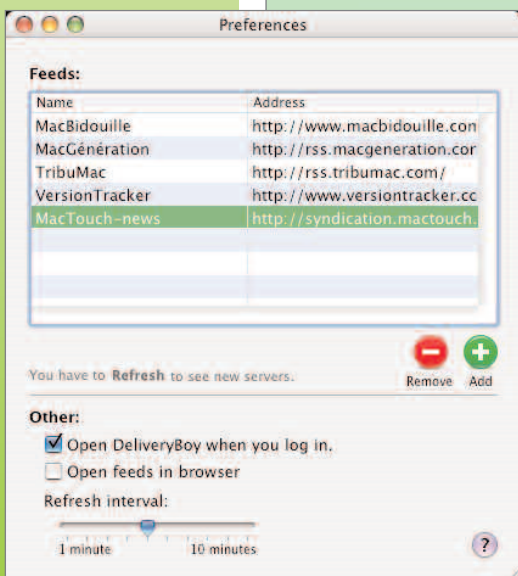 Preferences
Feeds:
Name Address
MacBidouille http://www.macbidouille.con
MacGénération http://rss.macgeneration.cor
TribuMac http://rss.tribumac.com/
VersionTracker http://www.versiontracker.cc
MacTouch-news http://syndication.mactouch.
You have to Refresh to see new servers.
Remove Add
Other:
Open DeliveryBoy when you log in.
Open feeds in browser
Refresh interval:
1 minute 10 minutes
?